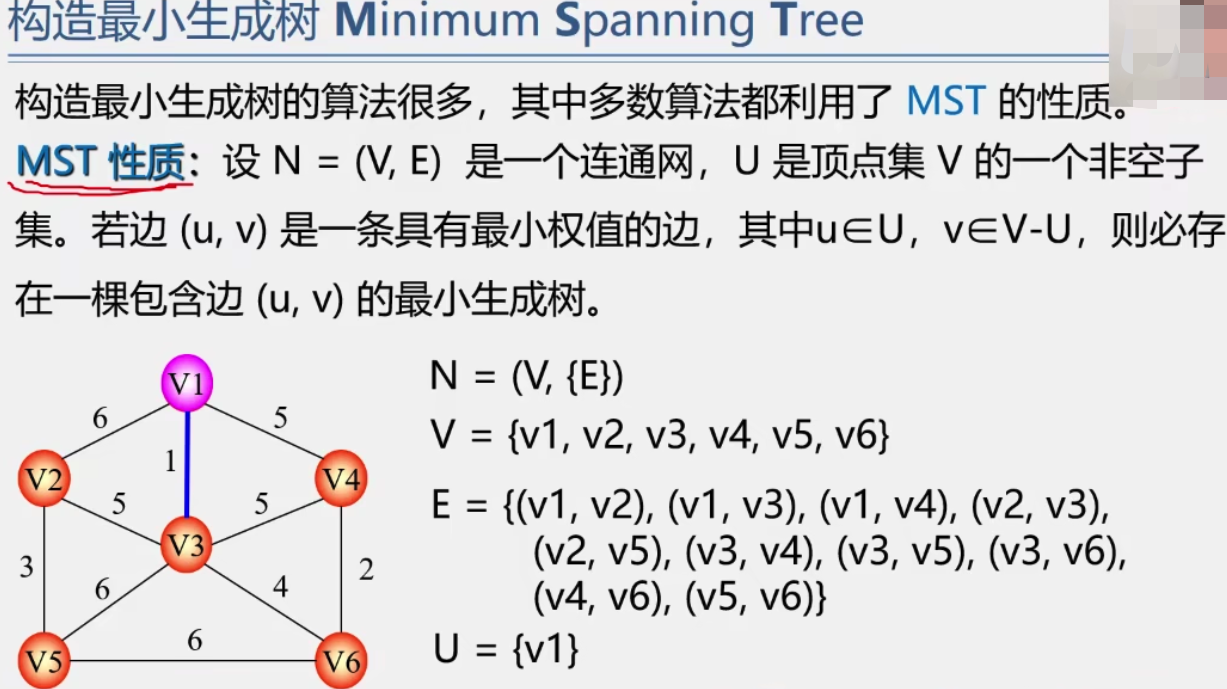 构造最小生成树 Minimum Spanning Tree
构造最小生成树的算法很多，其中多数算法都利用了 MST 的性质。
MST 性质：设 N = (V, E) 是一个连通网，U 是顶点集 V 的一个非空子
集。若边 (u, v) 是一条具有最小权值的边，其中u∈U，v∈V-U，则必存
在一棵包含边 (u, v) 的最小生成树。
V1
6
5
1
V2
V4
5
5
V3
3
2
6
4
6
V5
V6
N = (V, {E})
V = {v1, v2, v3, v4, v5, v6}
E = {(v1, v2), (v1, v3), (v1, v4), (v2, v3),
(v2, v5), (v3, v4), (v3, v5), (v3, v6),
(v4, v6), (v5, v6)}
U = {v1}